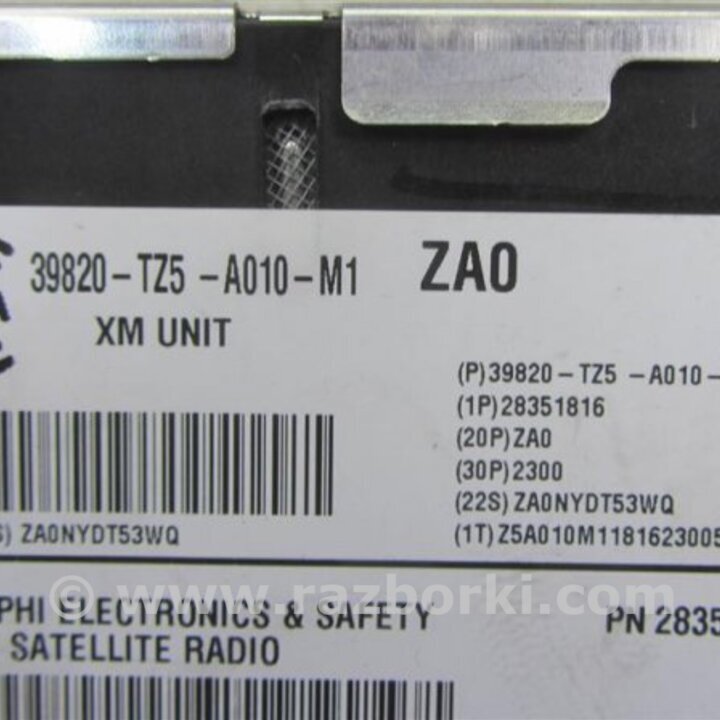 39820-TZ5 -A010-M1 ZA0
XM UNIT
(P)39820-TZ5 -A010-
(1P)28351816
(20P)ZA0
(30P)2300
(22S) ZA0NYDT53WQ
(1T)Z5A010M1181623005
S) ZA0NYDT53WQ
© www.razborki.com
PHI ELECTRONICS & SAFETY PN 2835
SATELLITE RADIO